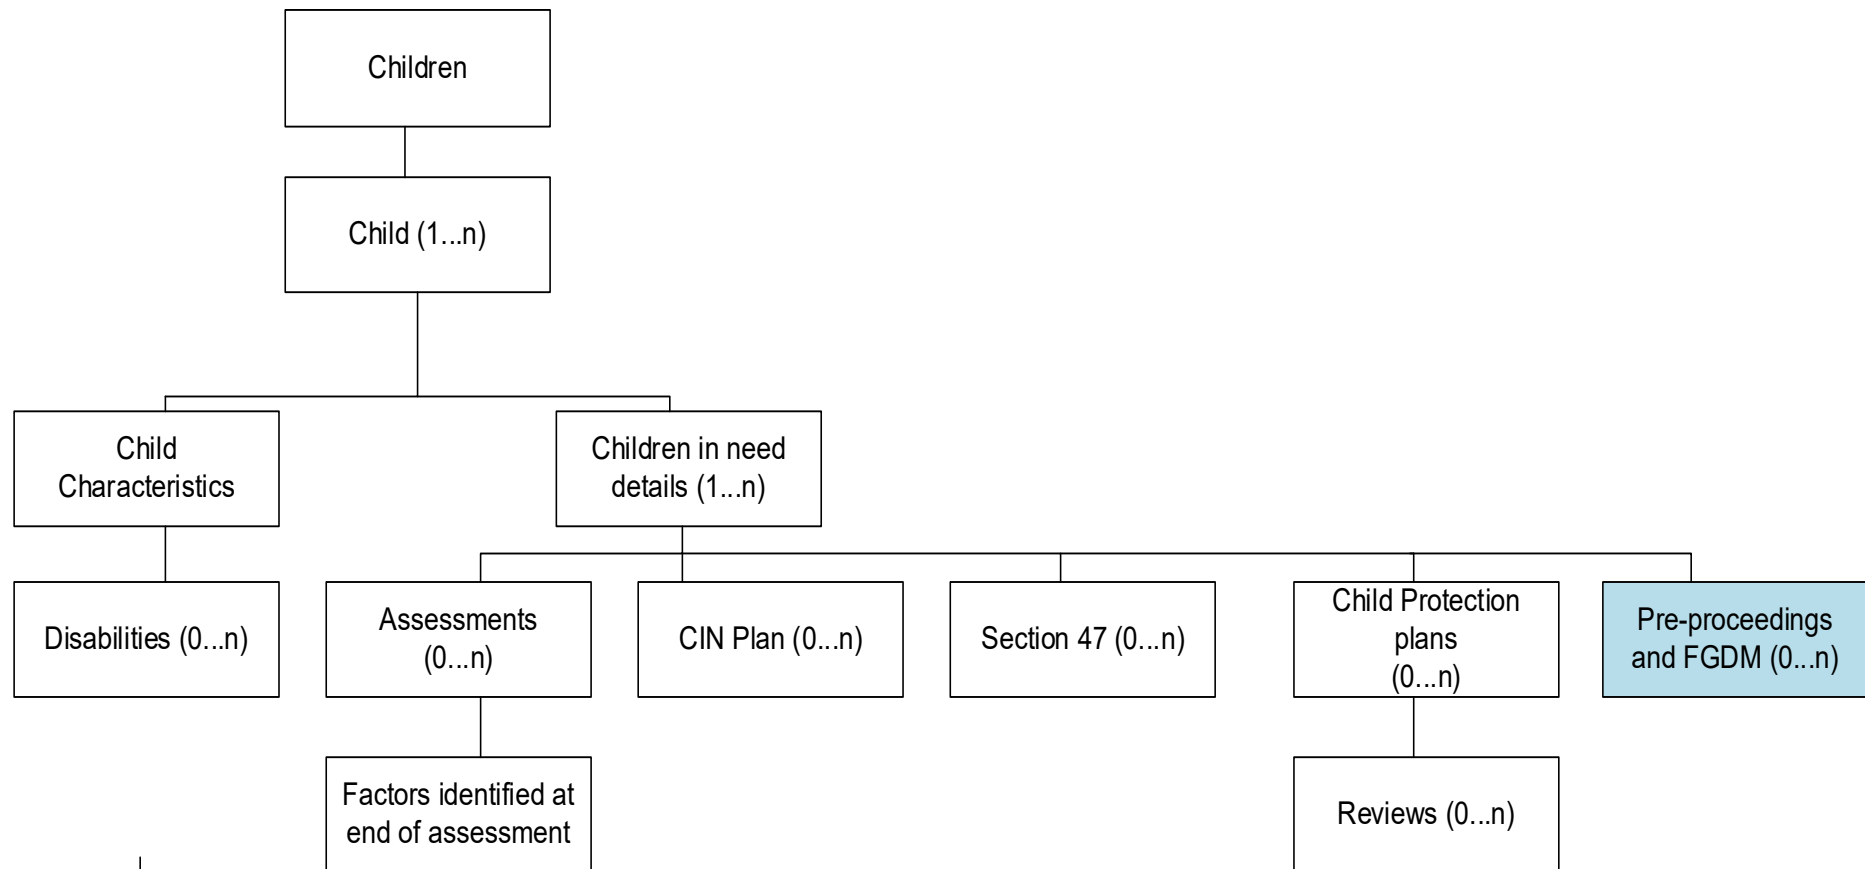 Children
Child (1...n)
Child
Characteristics
Children in need
details (1...n)
Disabilities (0...n)
Assessments
(0...n)
CIN Plan (0...n)
Section 47 (0...n)
Child Protection
plans
(0...n)
Pre-proceedings
and FGDM (0...n)
Factors identified at
end of assessment
Reviews (0...n)